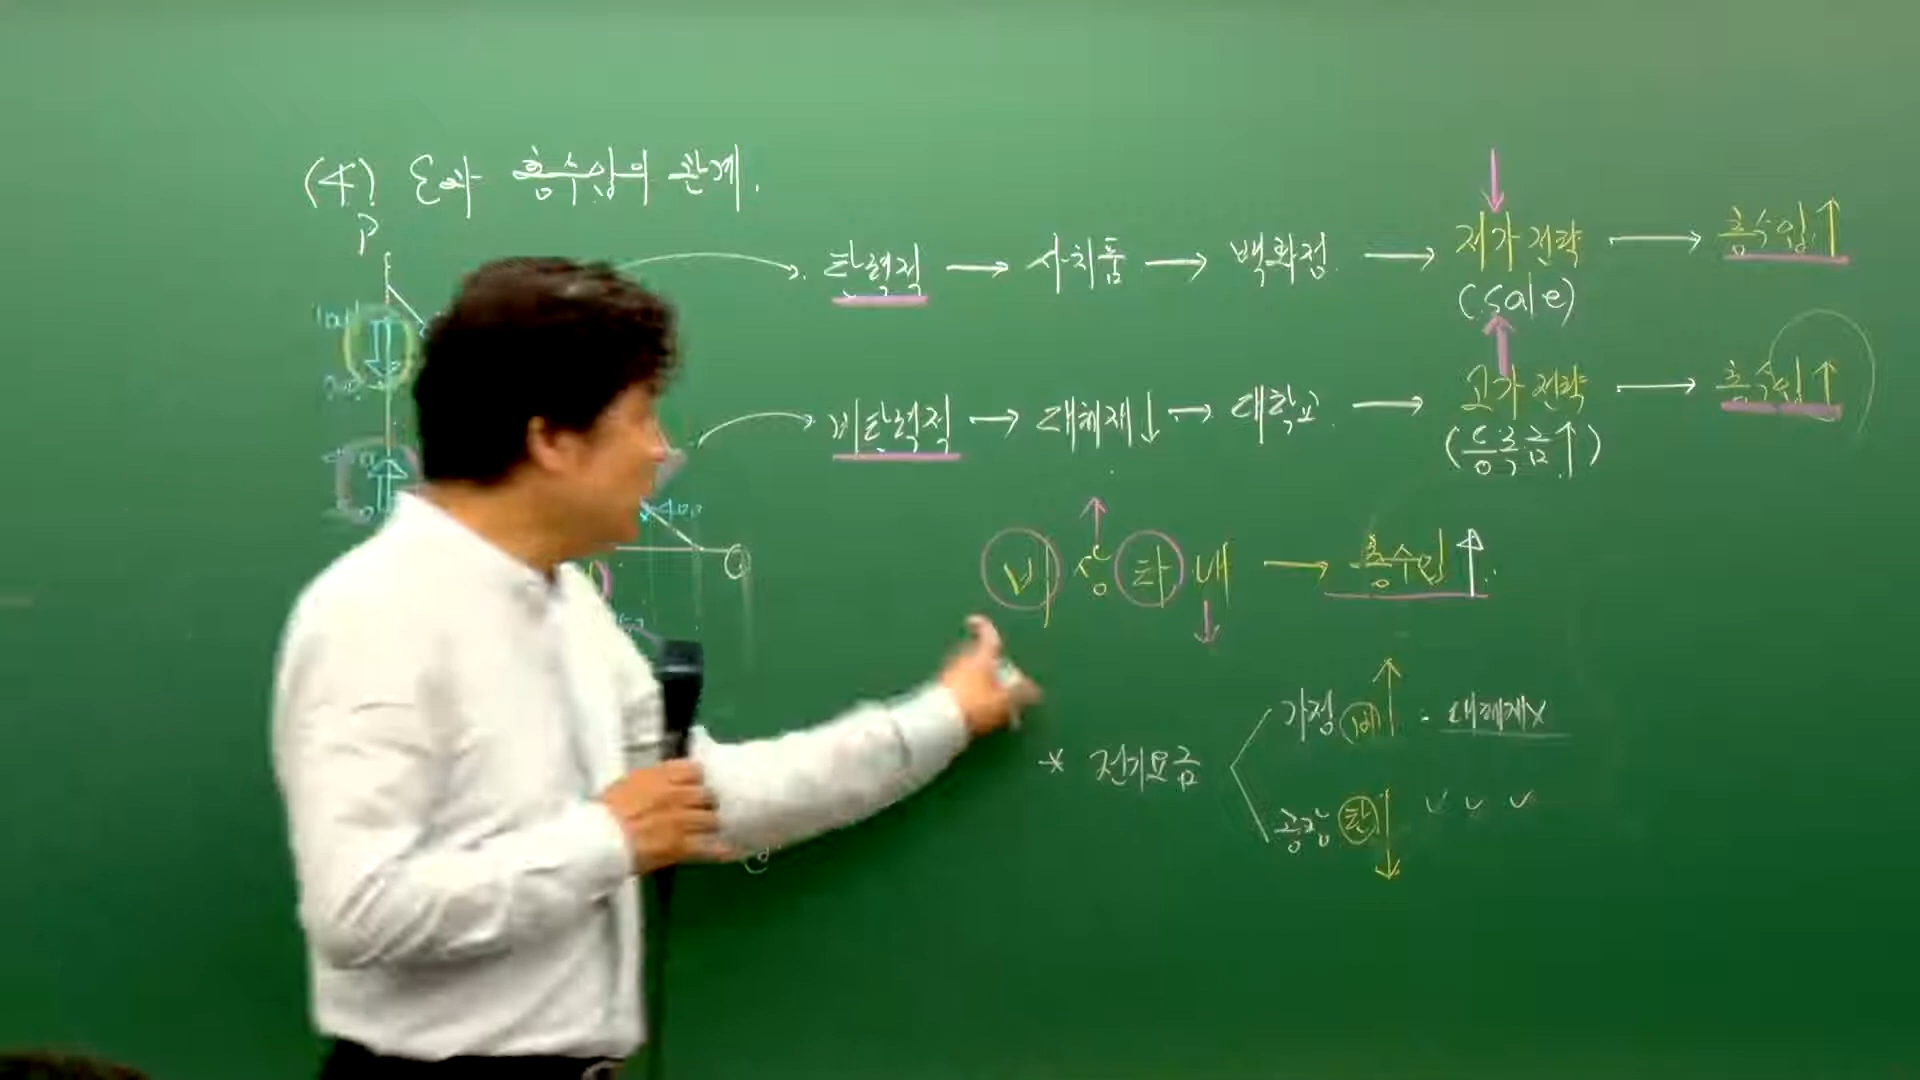 (4) ε와 총수입의 관계.
P
탄력적 → 사치품 → 백화점 → 저가전략 → 총수입↑
(Sale)
비탄력적 → 대체재↓ → 대학교 → 고가전략 → 총수입↑
(등록금↑)
400
Q
비 상 탄 내 → 총수입↑
* 전기요금
가정 비 ↑ · 대체재x
공장 탄 ↓ ✓ ✓ ✓